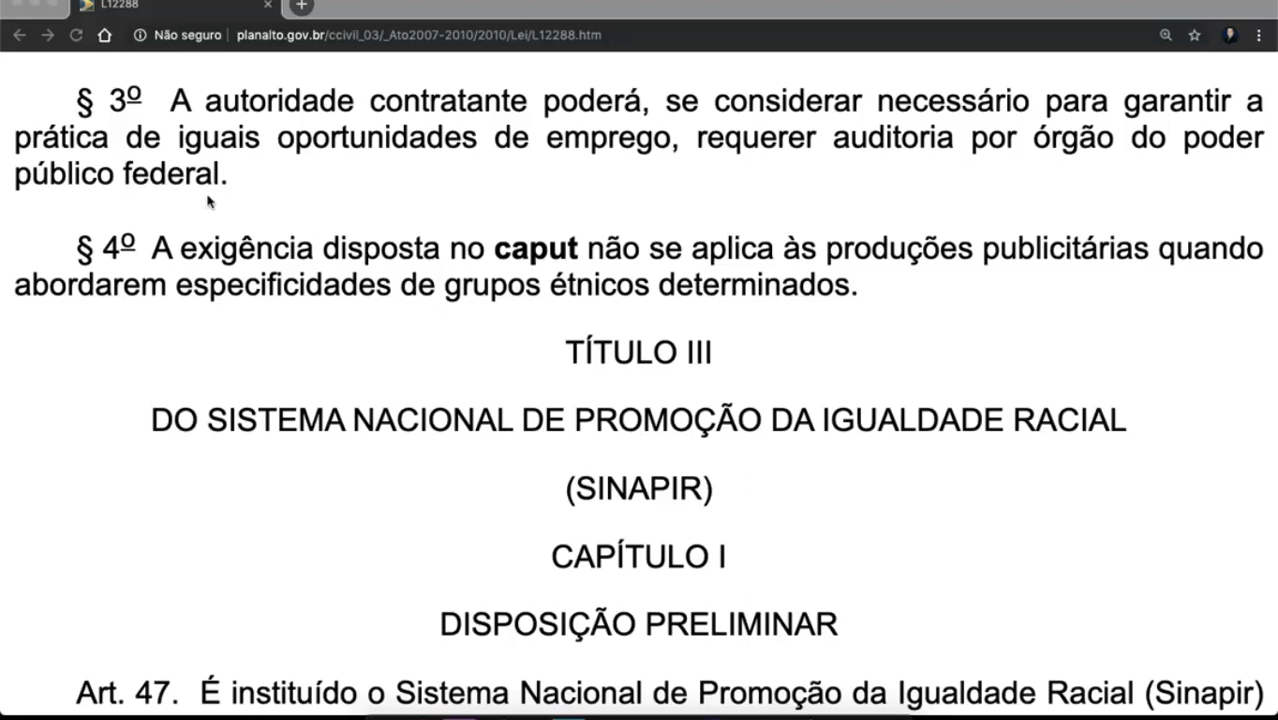 L12288
Não seguro | planalto.gov.br/ccivil_03/_Ato2007-2010/2010/Lei/L12288.htm
§ 3º A autoridade contratante poderá, se considerar necessário para garantir a
prática de iguais oportunidades de emprego, requerer auditoria por órgão do poder
público federal.
§ 4º A exigência disposta no caput não se aplica às produções publicitárias quando
abordarem especificidades de grupos étnicos determinados.
TÍTULO III
DO SISTEMA NACIONAL DE PROMOÇÃO DA IGUALDADE RACIAL
(SINAPIR)
CAPÍTULO I
DISPOSIÇÃO PRELIMINAR
Art. 47. É instituído o Sistema Nacional de Promoção da Igualdade Racial (Sinapir)